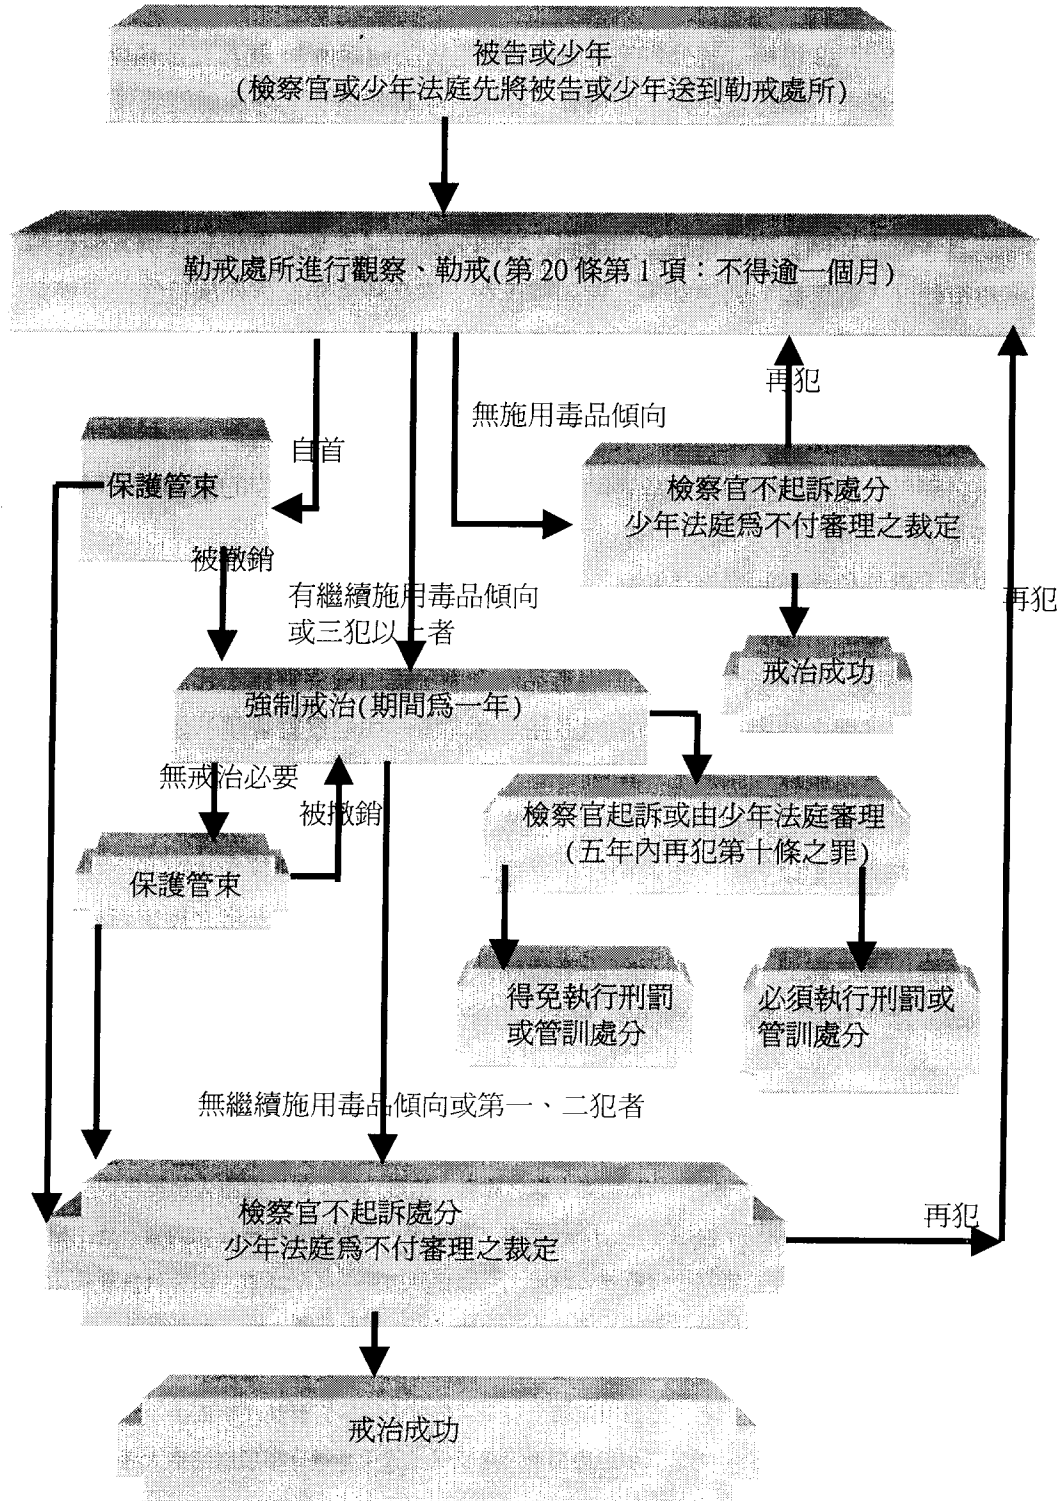 被告或少年
(檢察官或少年法庭先將被告或少年送到勒戒處所)
勒戒處所進行觀察、勒戒(第 20 條第 1 項：不得逾一個月)
再犯
無施用毒品傾向
自首
保護管束
檢察官不起訴處分
少年法庭爲不付審理之裁定
被撤銷
有繼續施用毒品傾向
或三犯以上者
再犯
戒治成功
強制戒治(期間爲一年)
無戒治必要
被撤銷
檢察官起訴或由少年法庭審理
(五年內再犯第十條之罪)
保護管束
得免執行刑罰
或管訓處分
必須執行刑罰或
管訓處分
無繼續施用毒品傾向或第一、二犯者
檢察官不起訴處分
少年法庭爲不付審理之裁定
再犯
戒治成功